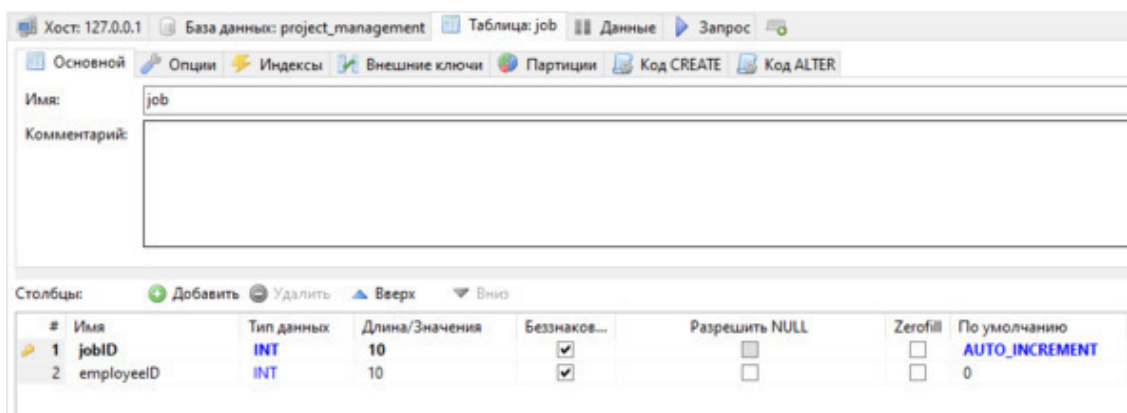 Хост: 127.0.0.1 База данных: project_management Таблица: job Данные Запрос
Основной Опции Индексы Внешние ключи Партиции Код CREATE Код ALTER
Имя: job
Комментарий:
Столбцы: Добавить Удалить Вверх Вниз
# Имя Тип данных Длина/Значения Беззнаков... Разрешить NULL Zerofill По умолчанию
1 jobID INT 10 AUTO_INCREMENT
2 employeeID INT 10 0